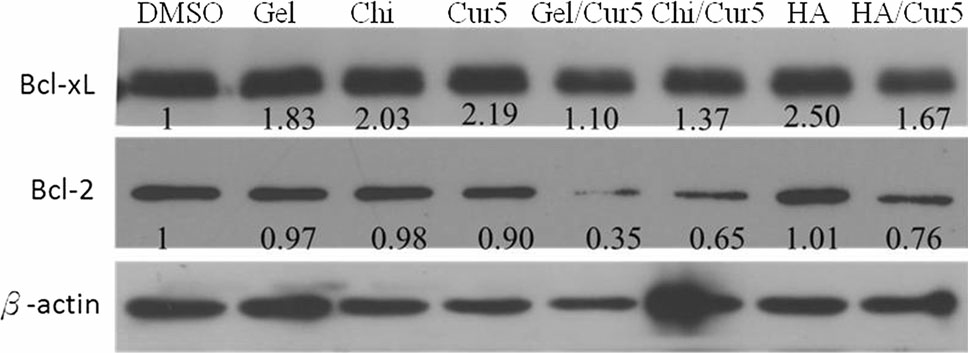 DMSO Gel Chi Cur5 Gel/Cur5 Chi/Cur5 HA HA/Cur5
Bcl-xL
1 1.83 2.03 2.19 1.10 1.37 2.50 1.67
Bcl-2
1 0.97 0.98 0.90 0.35 0.65 1.01 0.76
β-actin